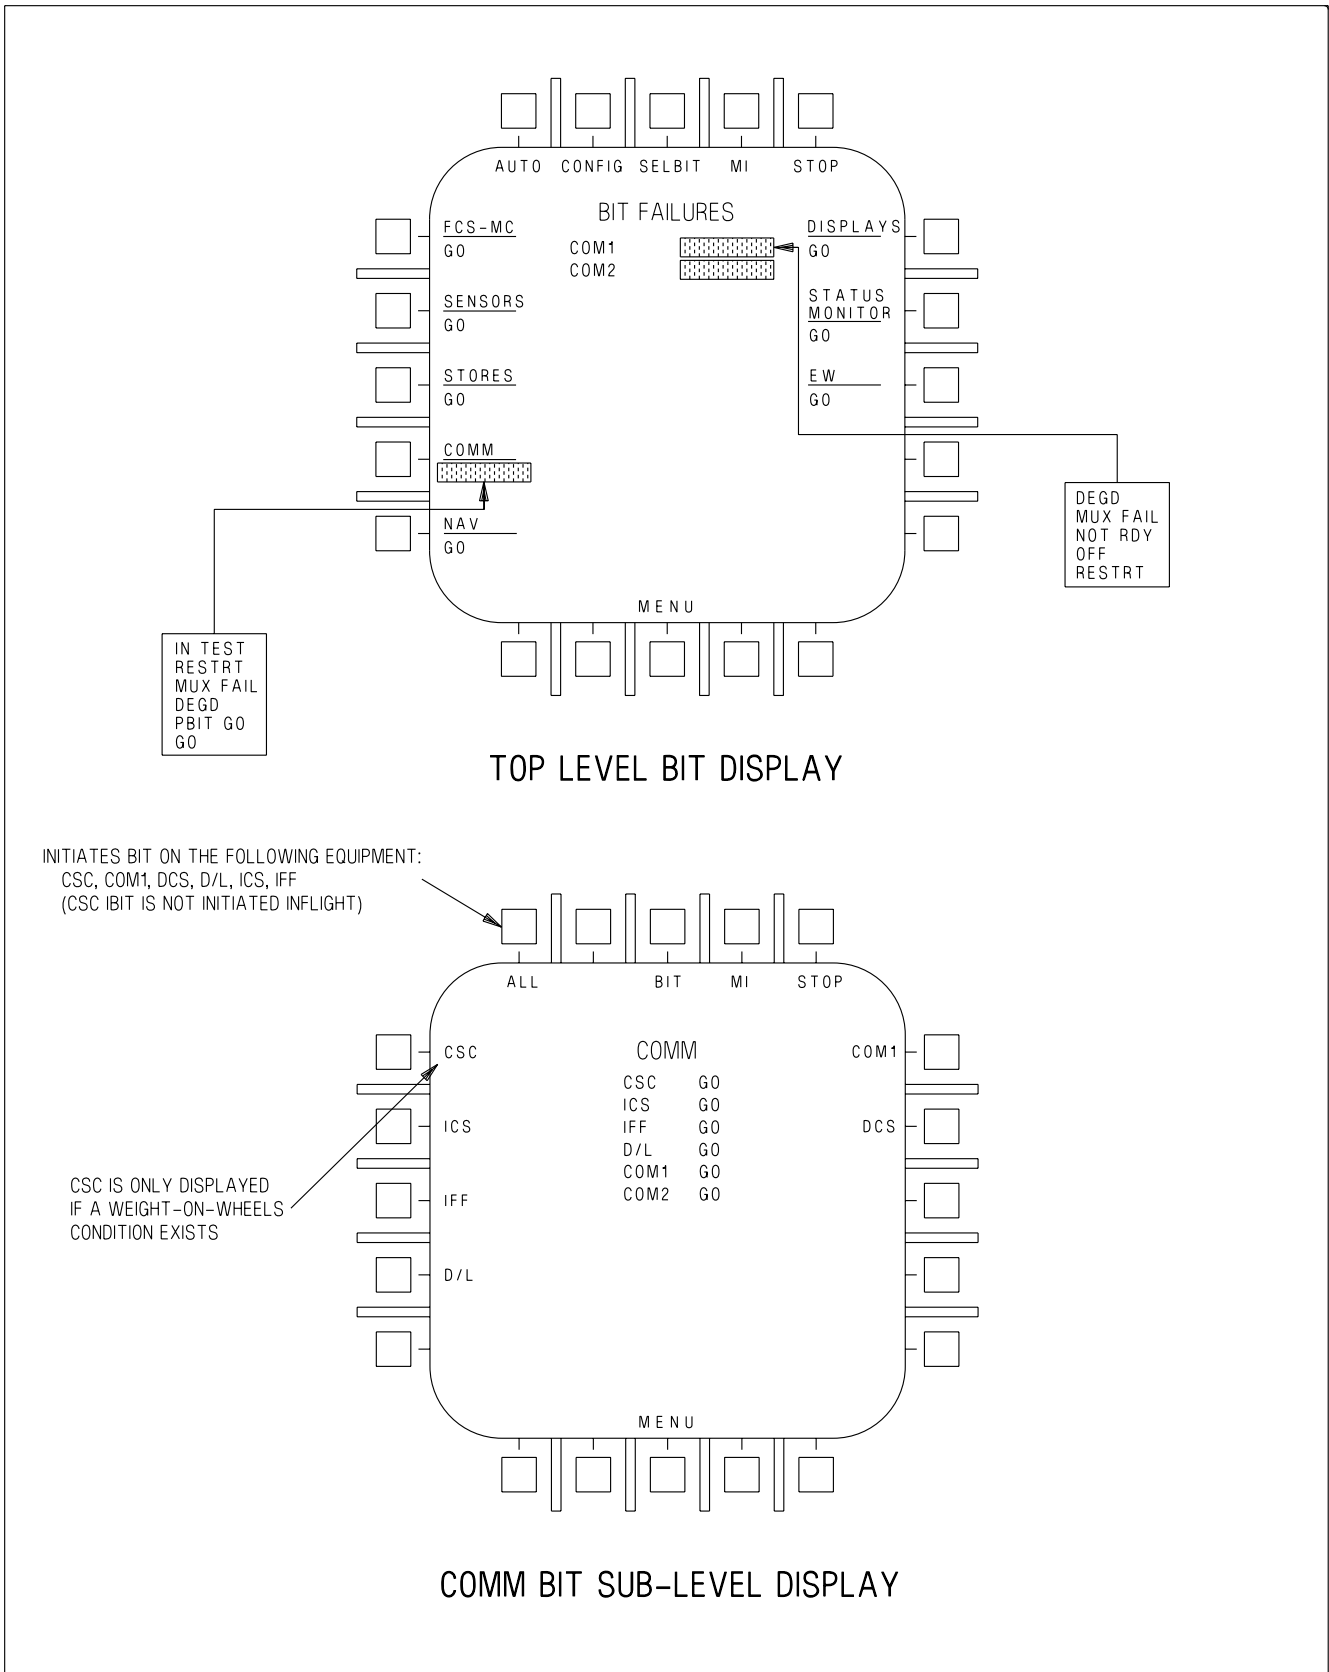 AUTO CONFIG SELBIT MI STOP
BIT FAILURES
FCS-MC
GO
COM1
COM2
DISPLAYS
GO
SENSORS
GO
STATUS
MONITOR
GO
STORES
GO
EW
GO
COMM
NAV
GO
MENU
DEGD
MUX FAIL
NOT RDY
OFF
RESTRT
IN TEST
RESTRT
MUX FAIL
DEGD
PBIT GO
GO
TOP LEVEL BIT DISPLAY
INITIATES BIT ON THE FOLLOWING EQUIPMENT:
CSC, COM1, DCS, D/L, ICS, IFF
(CSC IBIT IS NOT INITIATED INFLIGHT)
ALL BIT MI STOP
CSC
ICS
IFF
D/L
COMM
CSC GO
ICS GO
IFF GO
D/L GO
COM1 GO
COM2 GO
COM1
DCS
CSC IS ONLY DISPLAYED
IF A WEIGHT-ON-WHEELS
CONDITION EXISTS
MENU
COMM BIT SUB-LEVEL DISPLAY